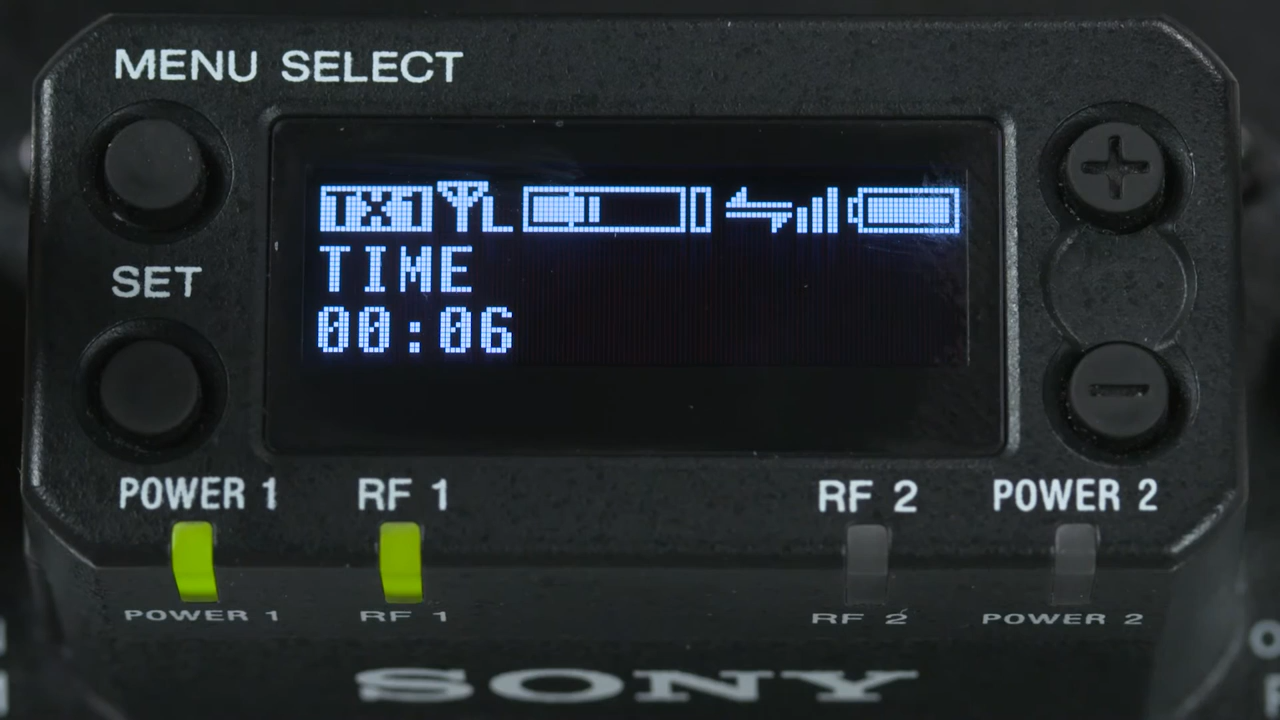 MENU SELECT
TX1 L
SET
TIME
00:06
POWER 1 RF 1 RF 2 POWER 2
POWER 1 RF 1 RF 2 POWER 2
SONY